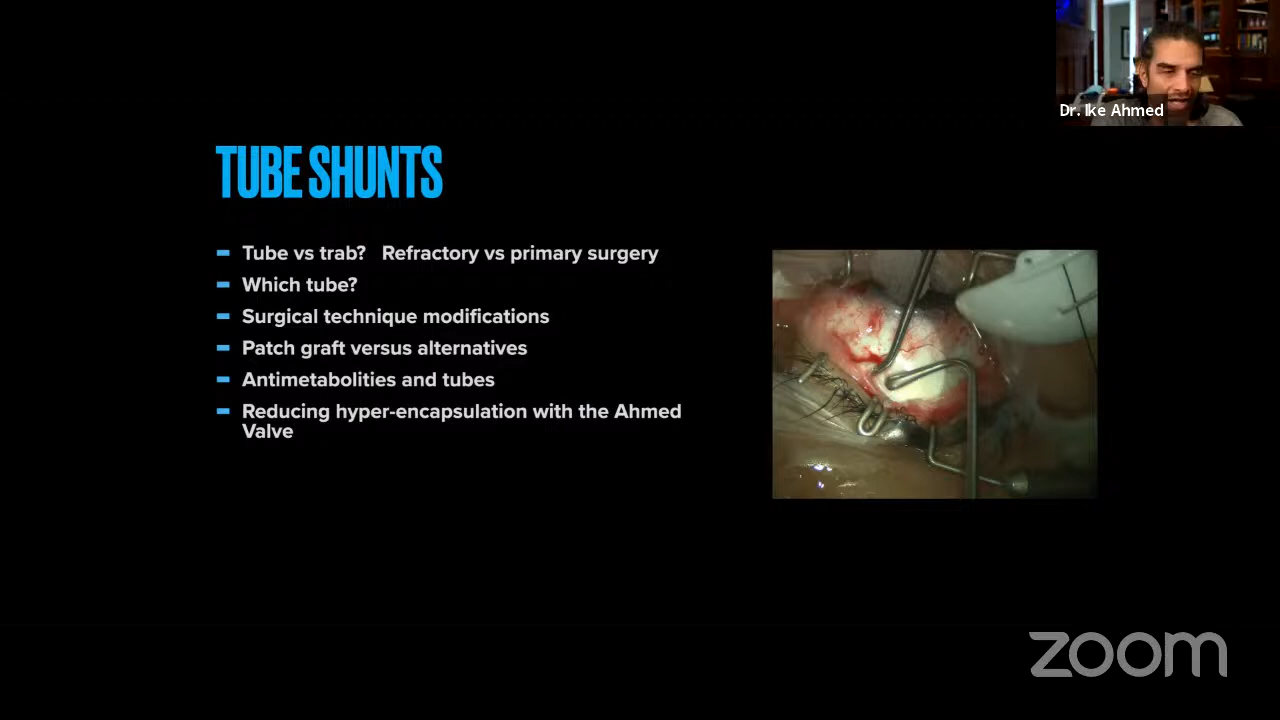 Dr. Ike Ahmed
TUBE SHUNTS
Tube vs trab? Refractory vs primary surgery
Which tube?
Surgical technique modifications
Patch graft versus alternatives
Antimetabolities and tubes
Reducing hyper-encapsulation with the Ahmed
Valve
zoom